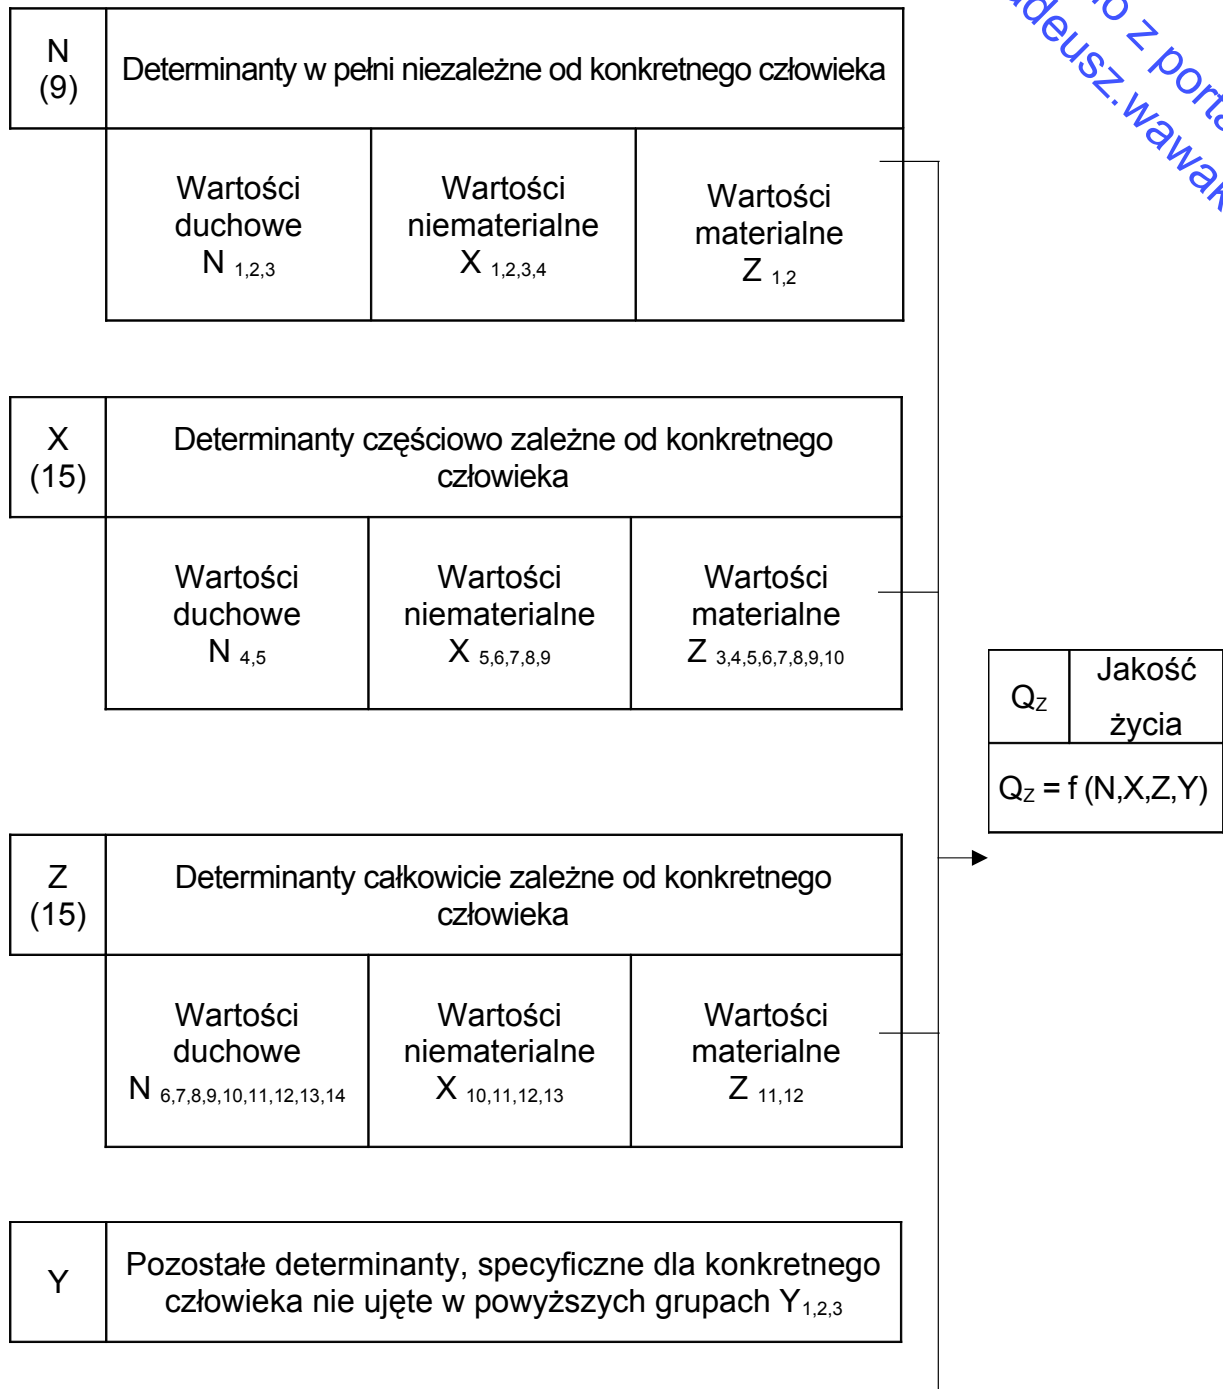 z porta
adeusz.wawak
N
(9)
Determinanty w pełni niezależne od konkretnego człowieka
Wartości
duchowe
N 1,2,3
Wartości
niematerialne
X 1,2,3,4
Wartości
materialne
Z 1,2
X
(15)
Determinanty częściowo zależne od konkretnego
człowieka
Wartości
duchowe
N 4,5
Wartości
niematerialne
X 5,6,7,8,9
Wartości
materialne
Z 3,4,5,6,7,8,9,10
QZ
Jakość
życia
QZ = f (N,X,Z,Y)
Z
(15)
Determinanty całkowicie zależne od konkretnego
człowieka
Wartości
duchowe
N 6,7,8,9,10,11,12,13,14
Wartości
niematerialne
X 10,11,12,13
Wartości
materialne
Z 11,12
Y
Pozostałe determinanty, specyficzne dla konkretnego
człowieka nie ujęte w powyższych grupach Y1,2,3